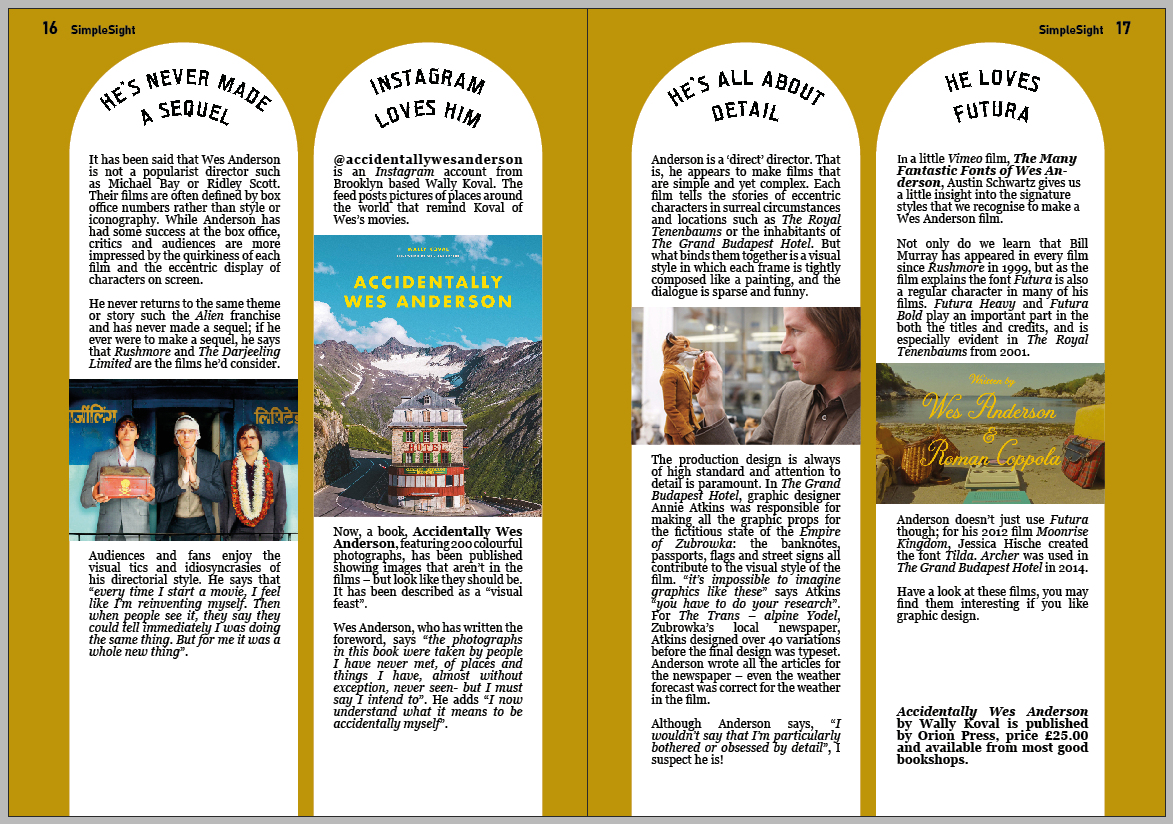 16 SimpleSight
HE'S NEVER MADE
A SEQUEL
It has been said that Wes Anderson
is not a popularist director such
as Michael Bay or Ridley Scott.
Their films are often defined by box
office numbers rather than style or
iconography. While Anderson has
had some success at the box office,
critics and audiences are more
impressed by the quirkiness of each
film and the eccentric display of
characters on screen.
He never returns to the same theme
or story such the Alien franchise
and has never made a sequel; if he
ever were to make a sequel, he says
that Rushmore and The Darjeeling
Limited are the films he'd consider.
लिमिटेड
Audiences and fans enjoy the
visual tics and idiosyncrasies of
his directorial style. He says that
"every time I start a movie, I feel
like I'm reinventing myself. Then
when people see it, they say they
could tell immediately I was doing
the same thing. But for me it was a
whole new thing".
INSTAGRAM
LOVES HIM
@accidentallywesanderson
is an Instagram account from
Brooklyn based Wally Koval. The
feed posts pictures of places around
the world that remind Koval of
Wes's movies.
WALLY KOVAL
ACCIDENTALLY
WES ANDERSON
HOTEL
Now, a book, Accidentally Wes
Anderson, featuring 200 colourful
photographs, has been published
showing images that aren't in the
films – but look like they should be.
It has been described as a "visual
feast".
Wes Anderson, who has written the
foreword, says "the photographs
in this book were taken by people
I have never met, of places and
things I have, almost without
exception, never seen- but I must
say I intend to". He adds "I now
understand what it means to be
accidentally myself".
SimpleSight 17
HE'S ALL ABOUT
DETAIL
Anderson is a 'direct' director. That
is, he appears to make films that
are simple and yet complex. Each
film tells the stories of eccentric
characters in surreal circumstances
and locations such as The Royal
Tenenbaums or the inhabitants of
The Grand Budapest Hotel. But
what binds them together is a visual
style in which each frame is tightly
composed like a painting, and the
dialogue is sparse and funny.
The production design is always
of high standard and attention to
detail is paramount. In The Grand
Budapest Hotel, graphic designer
Annie Atkins was responsible for
making all the graphic props for
the fictitious state of the Empire
of Zubrowka: the banknotes,
passports, flags and street signs all
contribute to the visual style of the
film. "it's impossible to imagine
graphics like these" says Atkins
"you have to do your research".
For The Trans – alpine Yodel,
Zubrowka's local newspaper,
Atkins designed over 40 variations
before the final design was typeset.
Anderson wrote all the articles for
the newspaper – even the weather
forecast was correct for the weather
in the film.
Although Anderson says, "I
wouldn't say that I'm particularly
bothered or obsessed by detail", I
suspect he is!
HE LOVES
FUTURA
In a little Vimeo film, The Many
Fantastic Fonts of Wes An-
derson, Austin Schwartz gives us
a little insight into the signature
styles that we recognise to make a
Wes Anderson film.
Not only do we learn that Bill
Murray has appeared in every film
since Rushmore in 1999, but as the
film explains the font Futura is also
a regular character in many of his
films. Futura Heavy and Futura
Bold play an important part in the
both the titles and credits, and is
especially evident in The Royal
Tenenbaums from 2001.
Written by
Wes Anderson
&
Roman Coppola
Anderson doesn't just use Futura
though; for his 2012 film Moonrise
Kingdom, Jessica Hische created
the font Tilda. Archer was used in
The Grand Budapest Hotel in 2014.
Have a look at these films, you may
find them interesting if you like
graphic design.
Accidentally Wes Anderson
by Wally Koval is published
by Orion Press, price £25.00
and available from most good
bookshops.